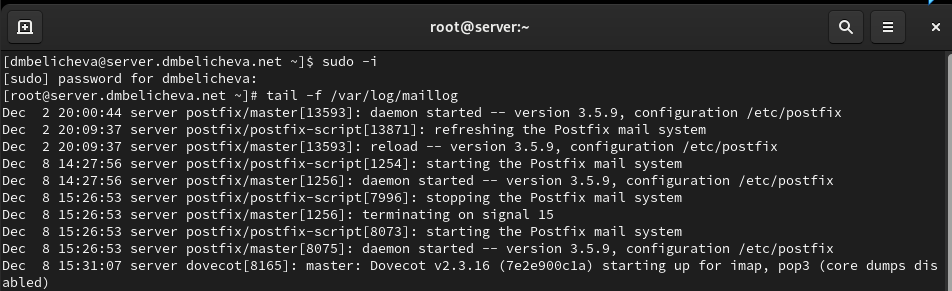 root@server:~
[dmbelicheva@server.dmbelicheva.net ~]$ sudo -i
[sudo] password for dmbelicheva:
[root@server.dmbelicheva.net ~]# tail -f /var/log/maillog
Dec  2 20:00:44 server postfix/master[13593]: daemon started -- version 3.5.9, configuration /etc/postfix
Dec  2 20:09:37 server postfix/postfix-script[13871]: refreshing the Postfix mail system
Dec  2 20:09:37 server postfix/master[13593]: reload -- version 3.5.9, configuration /etc/postfix
Dec  8 14:27:56 server postfix/postfix-script[1254]: starting the Postfix mail system
Dec  8 14:27:56 server postfix/master[1256]: daemon started -- version 3.5.9, configuration /etc/postfix
Dec  8 15:26:53 server postfix/postfix-script[7996]: stopping the Postfix mail system
Dec  8 15:26:53 server postfix/master[1256]: terminating on signal 15
Dec  8 15:26:53 server postfix/postfix-script[8073]: starting the Postfix mail system
Dec  8 15:26:53 server postfix/master[8075]: daemon started -- version 3.5.9, configuration /etc/postfix
Dec  8 15:31:07 server dovecot[8165]: master: Dovecot v2.3.16 (7e2e900c1a) starting up for imap, pop3 (core dumps dis
abled)